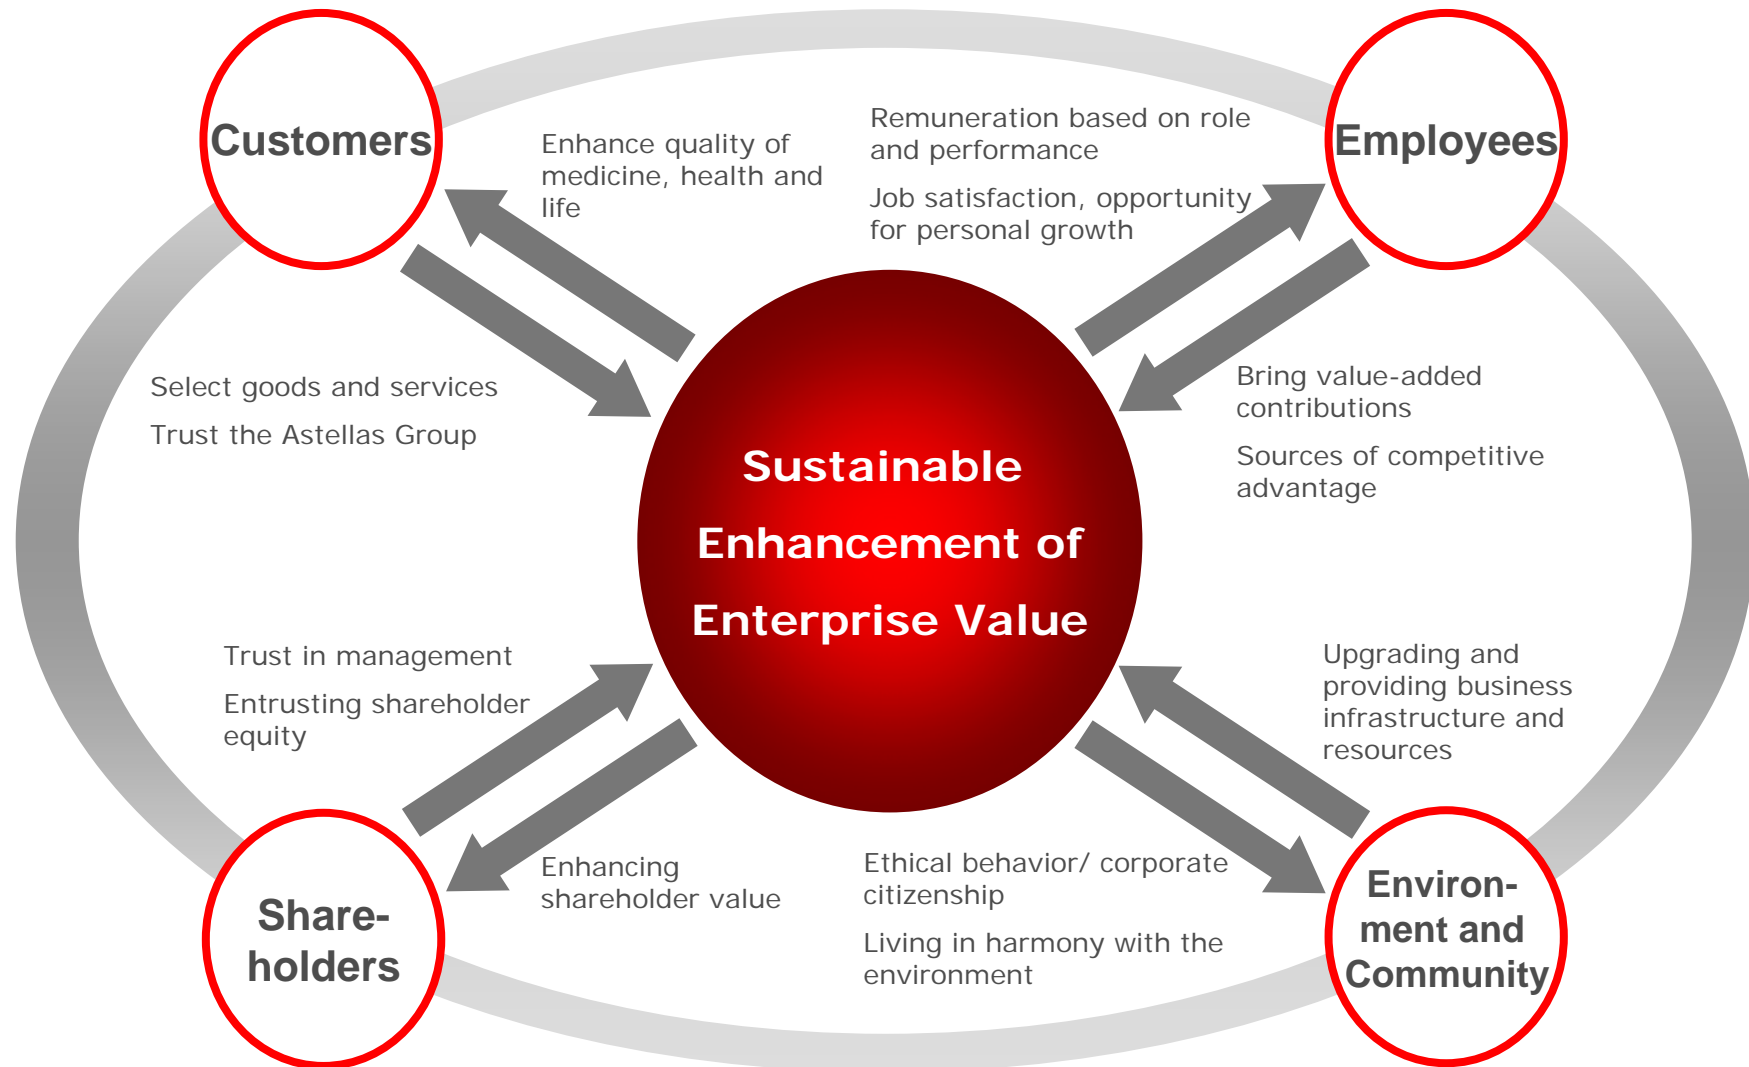 Customers
Enhance quality of
medicine, health and
life
Remuneration based on role
and performance
Job satisfaction, opportunity
for personal growth
Employees
Select goods and services
Trust the Astellas Group
Sustainable
Enhancement of
Enterprise Value
Bring value-added
contributions
Sources of competitive
advantage
Trust in management
Entrusting shareholder
equity
Upgrading and
providing business
infrastructure and
resources
Share-
holders
Enhancing
shareholder value
Ethical behavior/ corporate
citizenship
Living in harmony with the
environment
Environ-
ment and
Community